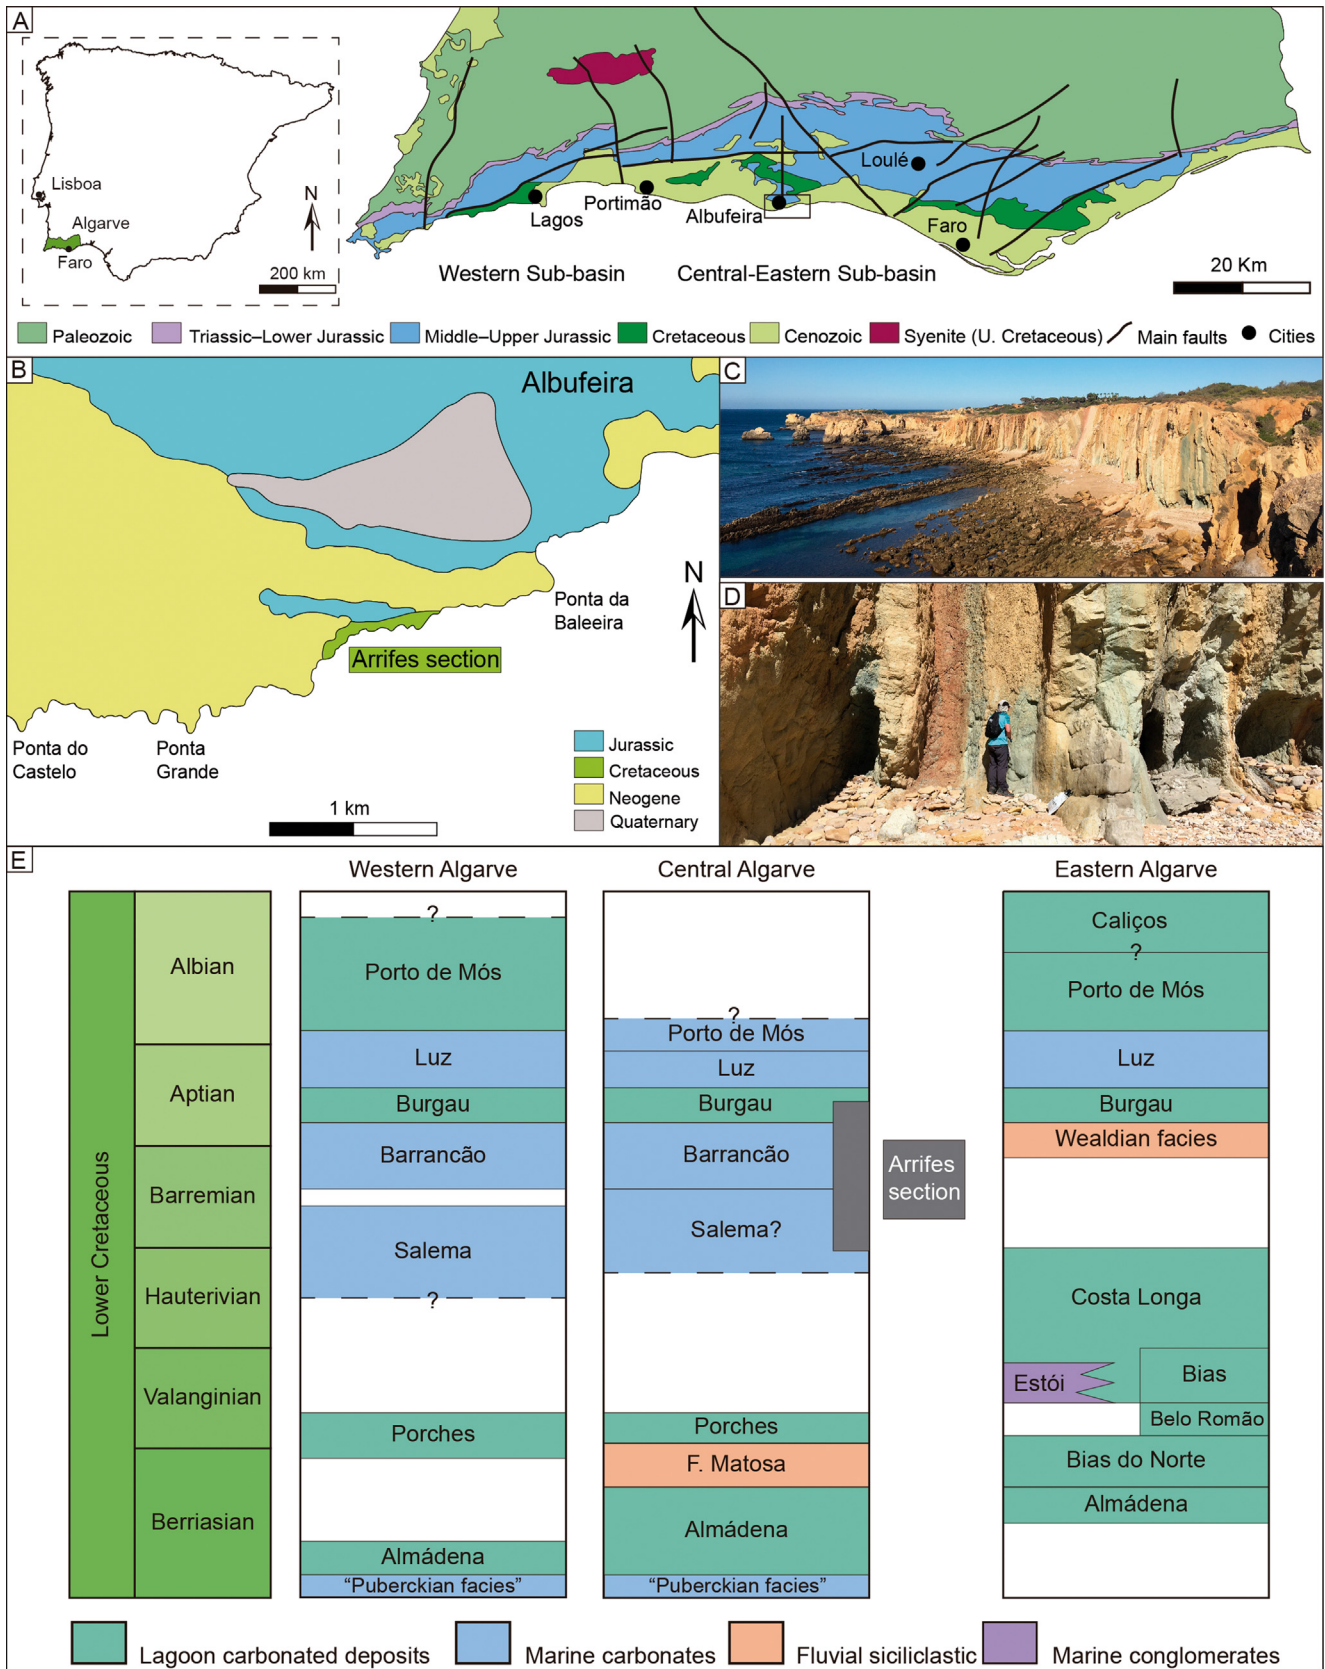 A
Lisboa
Algarve
Faro
N
200 km
Loulé
Portimão
Lagos
Albufeira
Faro
Western Sub-basin
Central-Eastern Sub-basin
20 Km
Paleozoic
Triassic–Lower Jurassic
Middle–Upper Jurassic
Cretaceous
Cenozoic
Syenite (U. Cretaceous)
Main faults
Cities
B
Albufeira
N
Ponta da
Baleeira
Arrifes section
Ponta do
Castelo
Ponta
Grande
1 km
Jurassic
Cretaceous
Neogene
Quaternary
C
D
E
Western Algarve
Central Algarve
Eastern Algarve
Lower Cretaceous
Albian
Aptian
Barremian
Hauterivian
Valanginian
Berriasian
?
Porto de Mós
Luz
Burgau
Barrancão
Salema
?
Porches
Almádena
“Puberckian facies”
?
Porto de Mós
Luz
Burgau
Barrancão
Salema?
Porches
F. Matosa
Almádena
“Puberckian facies”
Arrifes
section
Caliços
?
Porto de Mós
Luz
Burgau
Wealdian facies
Costa Longa
Estói
Bias
Belo Romão
Bias do Norte
Almádena
Lagoon carbonated deposits
Marine carbonates
Fluvial siciliclastic
Marine conglomerates